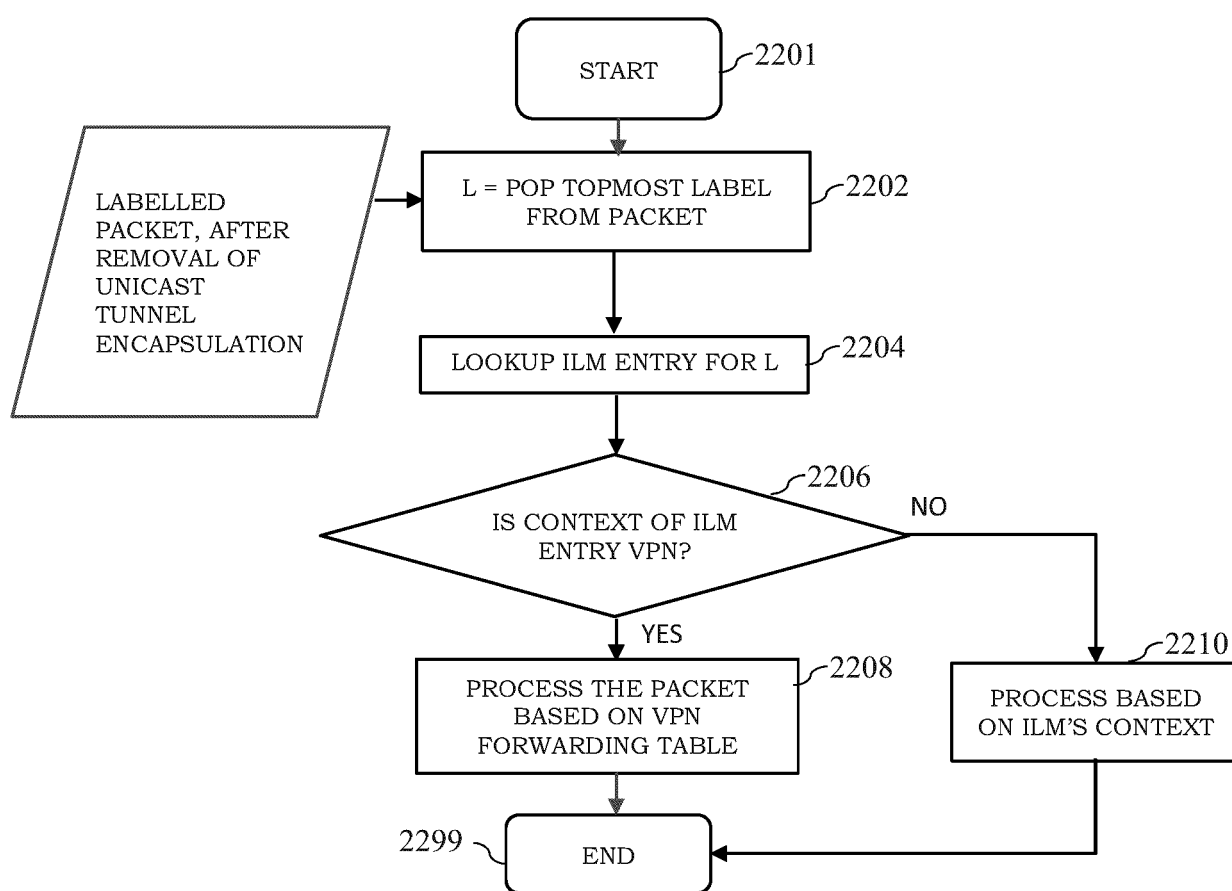 START
2201
LABELLED
PACKET, AFTER
REMOVAL OF
UNICAST
TUNNEL
ENCAPSULATION
L = POP TOPMOST LABEL
FROM PACKET
2202
LOOKUP ILM ENTRY FOR L
2204
IS CONTEXT OF ILM
ENTRY VPN?
2206
NO
YES
PROCESS THE PACKET
BASED ON VPN
FORWARDING TABLE
2208
PROCESS BASED
ON ILM'S CONTEXT
2210
END
2299